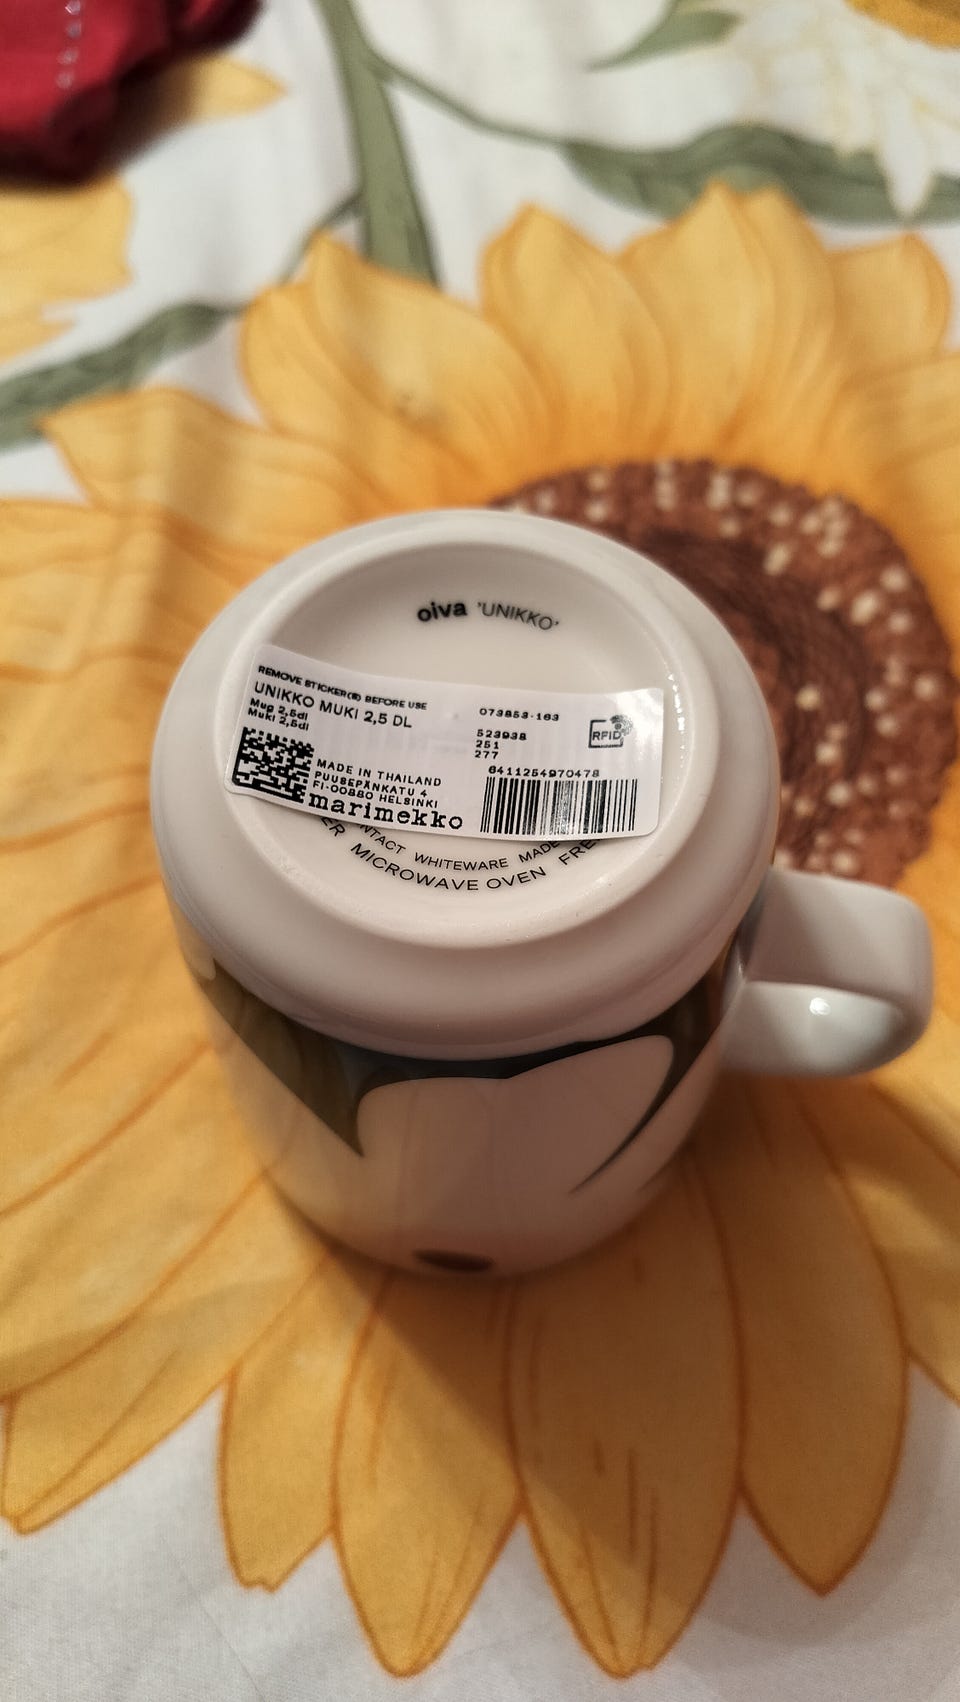 oiva 'UNIKKO'
REMOVE STICKER(S) BEFORE USE
UNIKKO MUKI 2,5 DL
Mug 2,5dl
Muki 2,5dl
073853-163
523938
251
277
RFID
MADE IN THAILAND
PUUSEPÄNKATU 4
FI-00880 HELSINKI
marimekko
6411254970478
WHITEWARE MADE
MICROWAVE OVEN